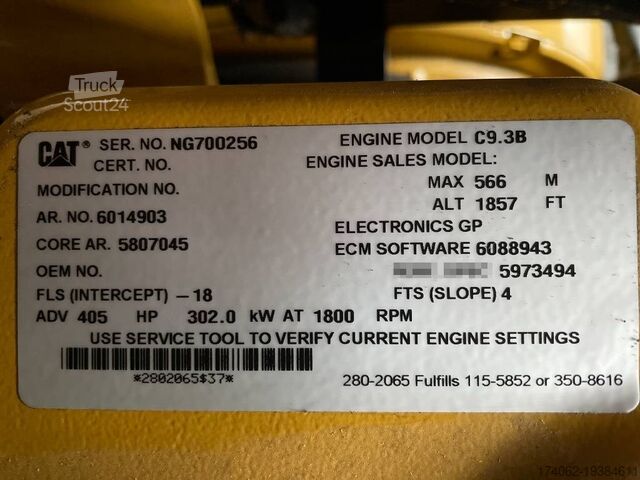 Truck
Scout24
CAT® SER. NO. NG700256
ENGINE MODEL C9.3B
CERT. NO.
ENGINE SALES MODEL:
MODIFICATION NO.
MAX 566 M
AR. NO. 6014903
ALT 1857 FT
ELECTRONICS GP
CORE AR. 5807045
ECM SOFTWARE 6088943
OEM NO.
5973494
FLS (INTERCEPT) –18
FTS (SLOPE) 4
ADV 405 HP 302.0 kW AT 1800 RPM
USE SERVICE TOOL TO VERIFY CURRENT ENGINE SETTINGS
*2802065$37*
280-2065 Fulfills 115-5852 or 350-8616
174062-19384611